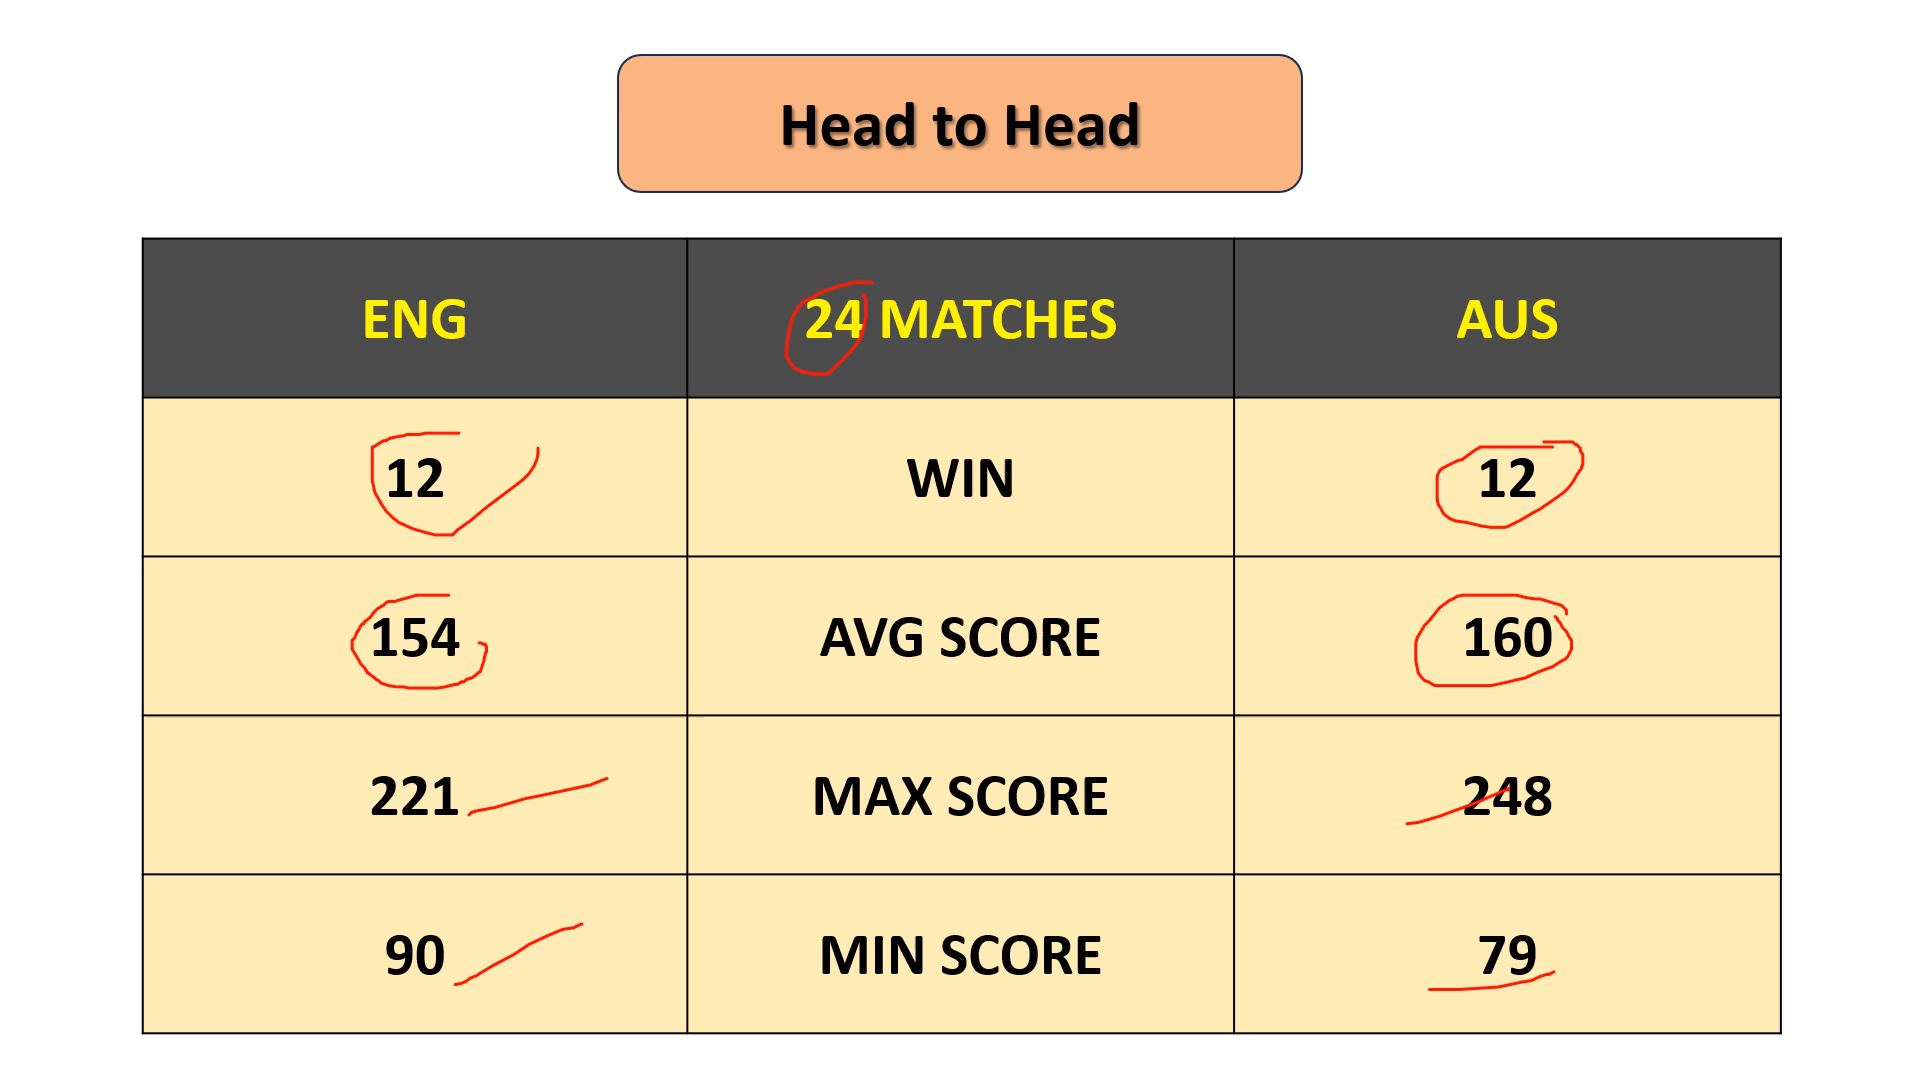 Head to Head
ENG 24 MATCHES AUS
12 WIN 12
154 AVG SCORE 160
221 MAX SCORE 248
90 MIN SCORE 79